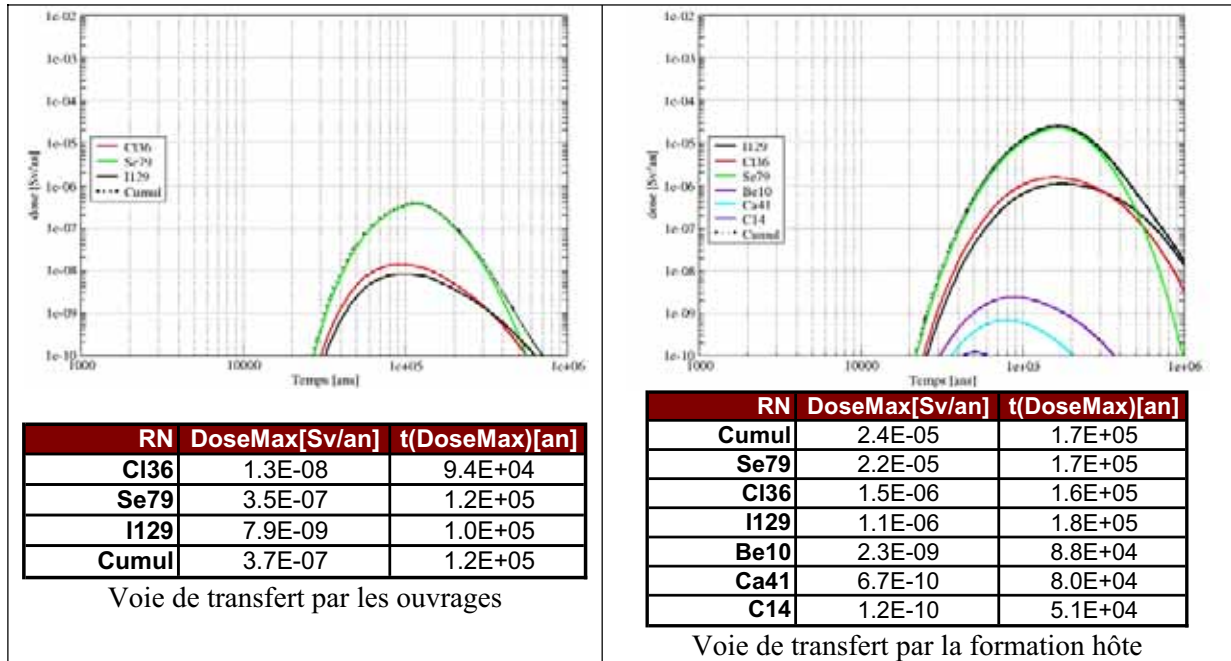 1e-02
1e-03
1e-04
1e-05
1e-06
1e-07
1e-08
1e-09
1e-10
dose [Sv/an]
Cl36
Se79
I129
Cumul
1000
10000
1e+05
1e+06
Temps [ans]
RN DoseMax[Sv/an] t(DoseMax)[an]
Cl36 1.3E-08 9.4E+04
Se79 3.5E-07 1.2E+05
I129 7.9E-09 1.0E+05
Cumul 3.7E-07 1.2E+05
Voie de transfert par les ouvrages
1e-02
1e-03
1e-04
1e-05
1e-06
1e-07
1e-08
1e-09
1e-10
dose [Sv/an]
I129
Cl36
Se79
Be10
Ca41
C14
Cumul
1000
10000
1e+05
1e+06
Temps [ans]
RN DoseMax[Sv/an] t(DoseMax)[an]
Cumul 2.4E-05 1.7E+05
Se79 2.2E-05 1.7E+05
Cl36 1.5E-06 1.6E+05
I129 1.1E-06 1.8E+05
Be10 2.3E-09 8.8E+04
Ca41 6.7E-10 8.0E+04
C14 1.2E-10 5.1E+04
Voie de transfert par la formation hôte